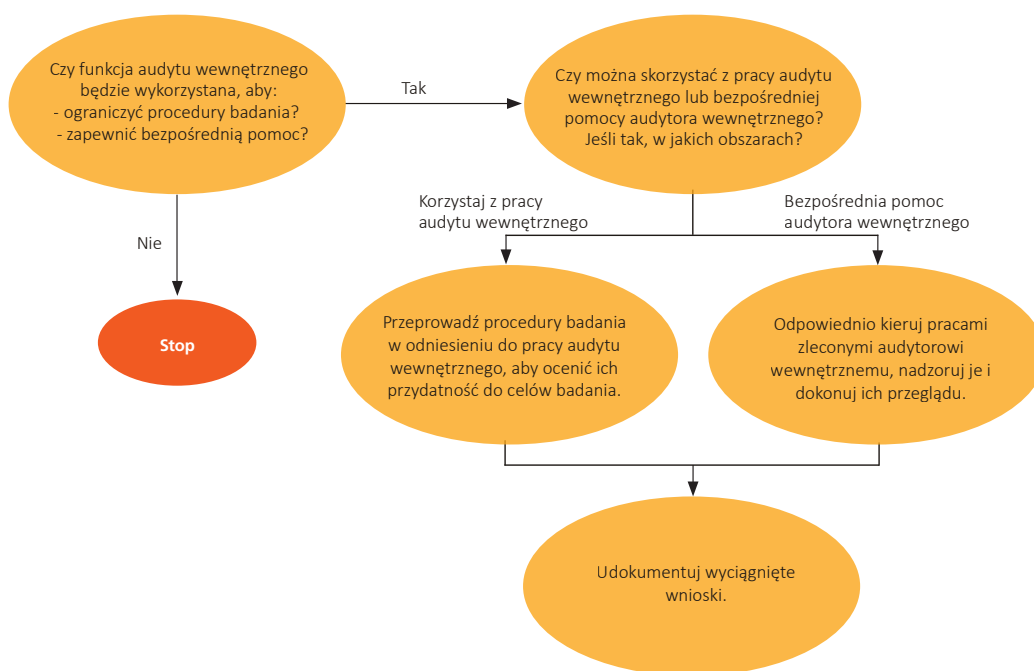 Czy funkcja audytu wewnętrznego
będzie wykorzystana, aby:
- ograniczyć procedury badania?
- zapewnić bezpośrednią pomoc?
Tak
Czy można skorzystać z pracy audytu
wewnętrznego lub bezpośredniej
pomocy audytora wewnętrznego?
Jeśli tak, w jakich obszarach?
Nie
Korzystaj z pracy
audytu wewnętrznego
Bezpośrednia pomoc
audytora wewnętrznego
Stop
Przeprowadź procedury badania
w odniesieniu do pracy audytu
wewnętrznego, aby ocenić ich
przydatność do celów badania.
Odpowiednio kieruj pracami
zleconymi audytorowi
wewnętrznemu, nadzoruj je i
dokonuj ich przeglądu.
Udokumentuj wyciągnięte
wnioski.